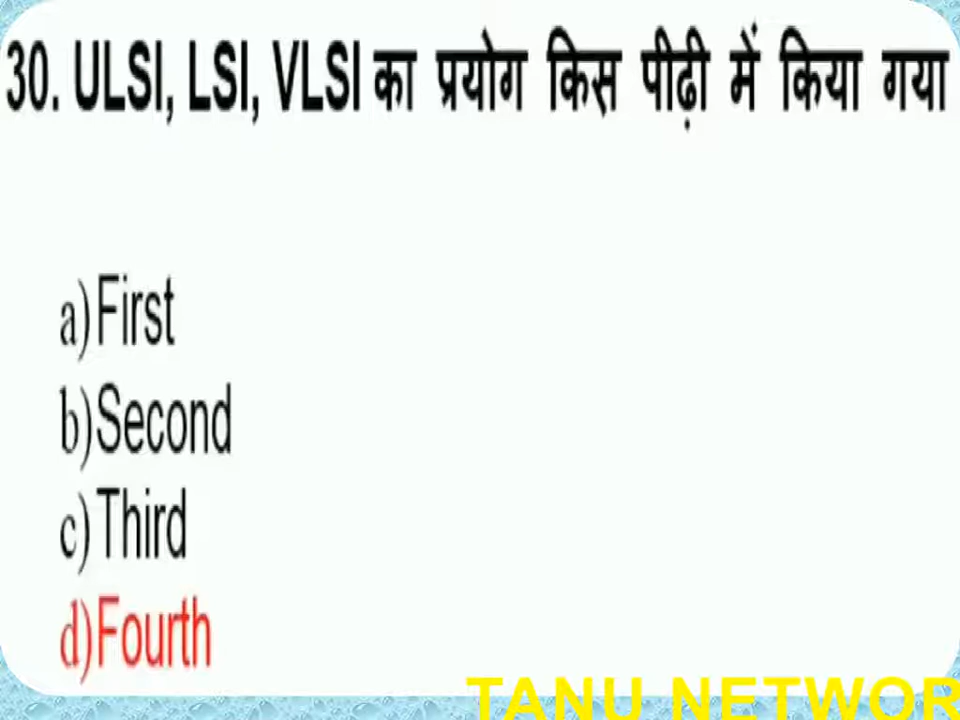 30. ULSI, LSI, VLSI का प्रयोग किस पीढ़ी में किया गया
a) First
b) Second
c) Third
d) Fourth
TANU NETWOR